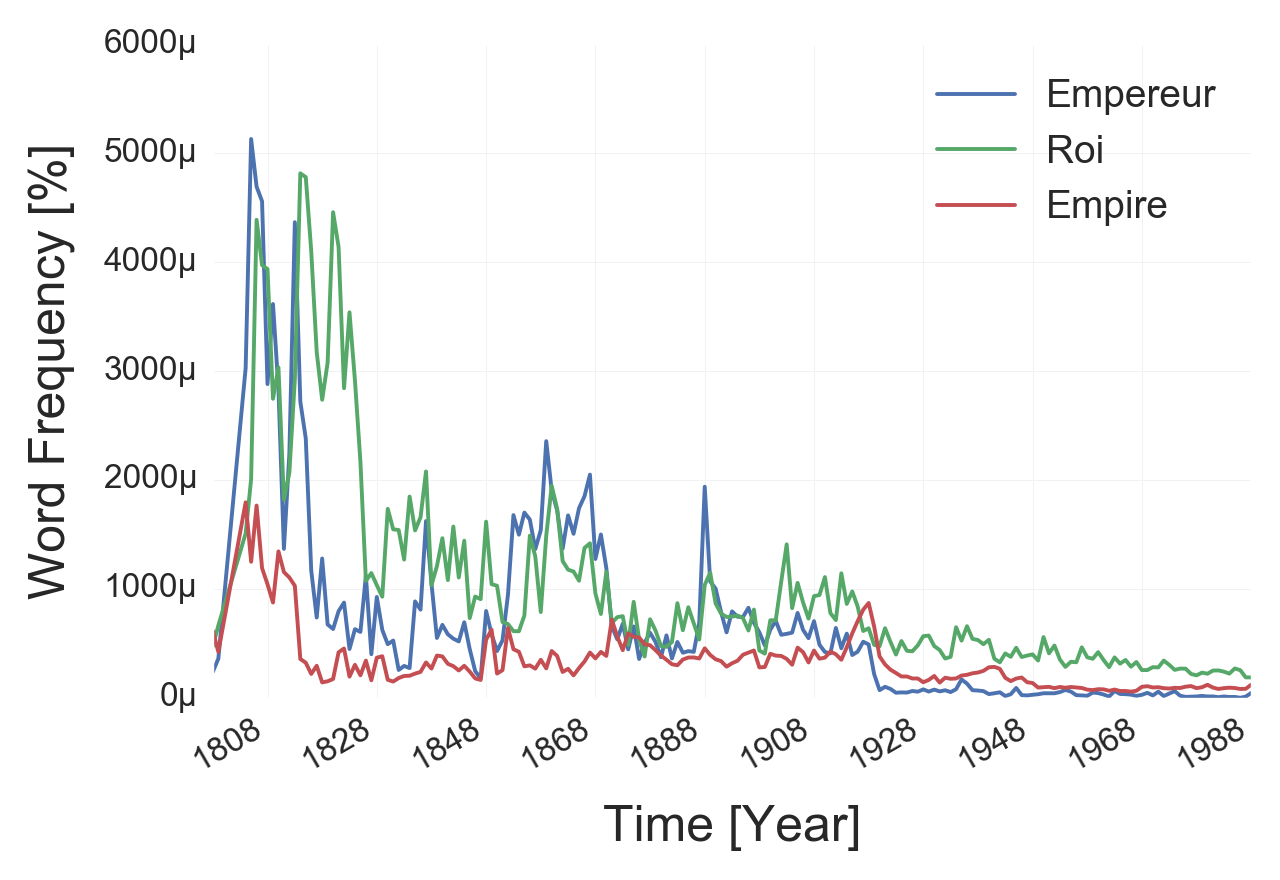 6000µ
5000µ
4000µ
3000µ
2000µ
1000µ
0µ
Word Frequency [%]
Empereur
Roi
Empire
1808 1828 1848 1868 1888 1908 1928 1948 1968 1988
Time [Year]